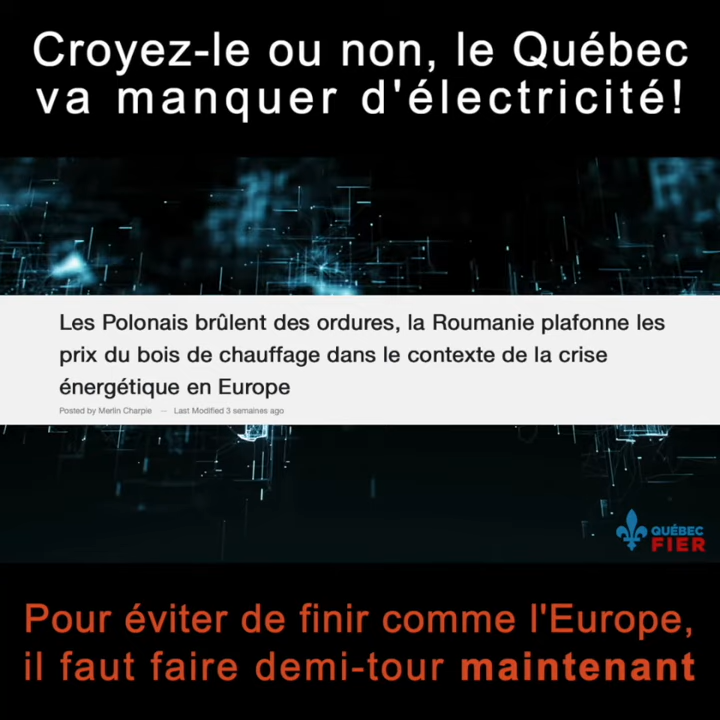 Croyez-le ou non, le Québec
va manquer d'électricité!
Les Polonais brûlent des ordures, la Roumanie plafonne les
prix du bois de chauffage dans le contexte de la crise
énergétique en Europe
Posted by Merlin Charpie — Last Modified 3 semaines ago
QUÉBEC
FIER
Pour éviter de finir comme l'Europe,
il faut faire demi-tour maintenant